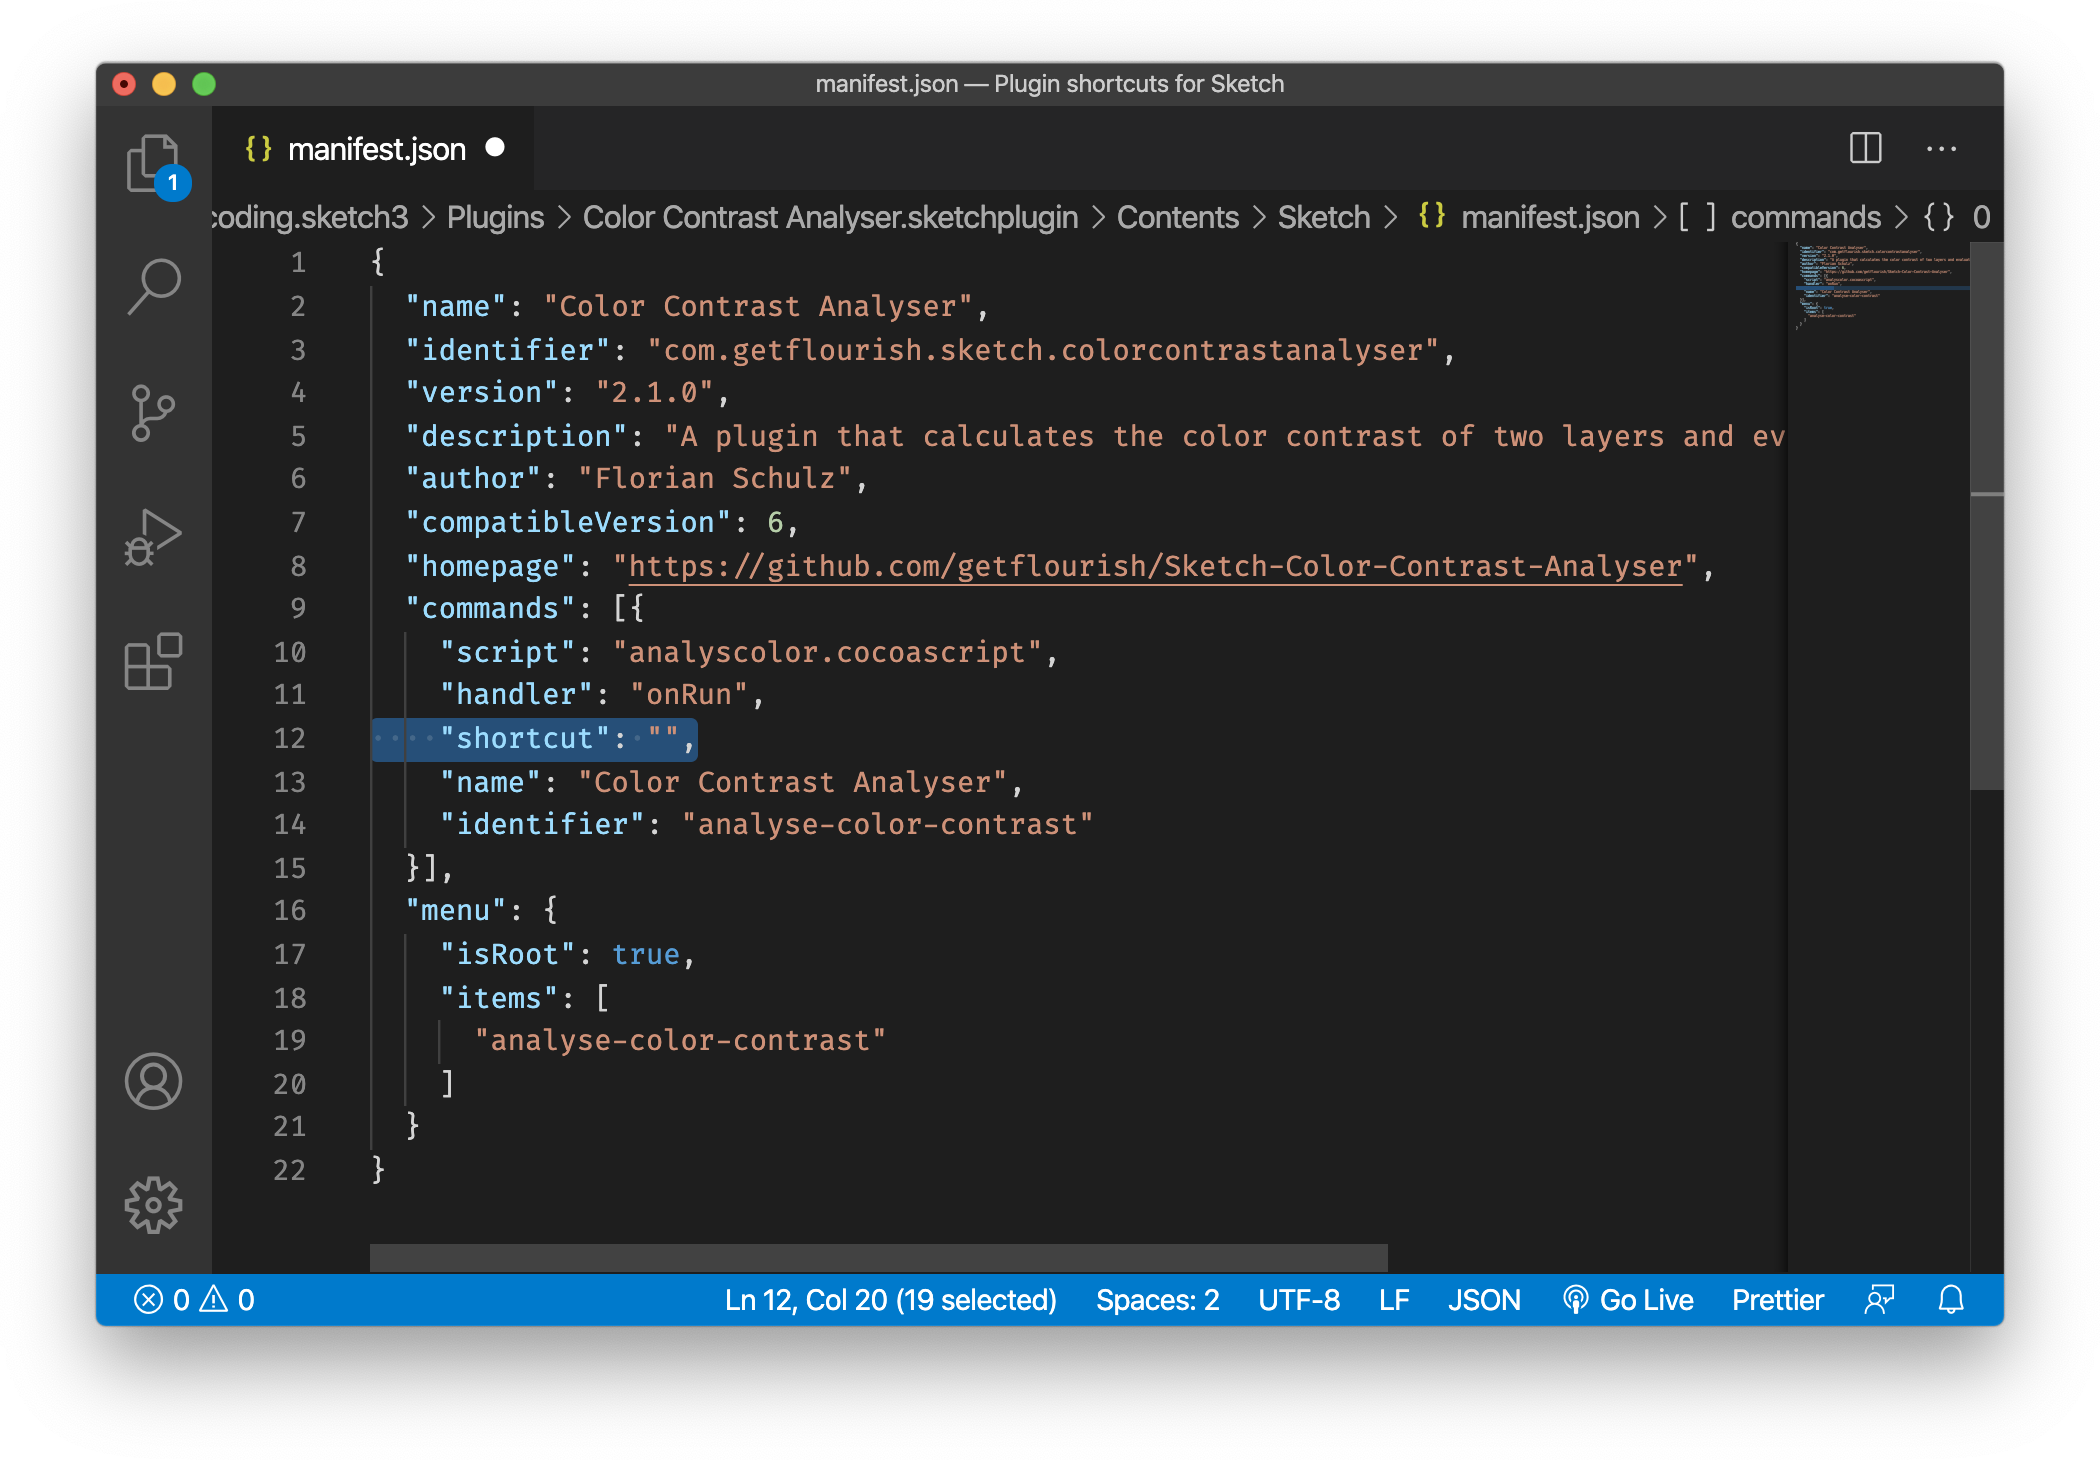 manifest.json — Plugin shortcuts for Sketch
{} manifest.json
1
coding.sketch3 > Plugins > Color Contrast Analyser.sketchplugin > Contents > Sketch > {} manifest.json > [ ] commands > {} 0
1 {
2 "name": "Color Contrast Analyser",
3 "identifier": "com.getflourish.sketch.colorcontrastanalyser",
4 "version": "2.1.0",
5 "description": "A plugin that calculates the color contrast of two layers and ev
6 "author": "Florian Schulz",
7 "compatibleVersion": 6,
8 "homepage": "https://github.com/getflourish/Sketch-Color-Contrast-Analyser",
9 "commands": [{
10 "script": "analyscolor.cocoascript",
11 "handler": "onRun",
12 "shortcut": "",
13 "name": "Color Contrast Analyser",
14 "identifier": "analyse-color-contrast"
15 }],
16 "menu": {
17 "isRoot": true,
18 "items": [
19 "analyse-color-contrast"
20 ]
21 }
22 }
0 0 Ln 12, Col 20 (19 selected) Spaces: 2 UTF-8 LF JSON Go Live Prettier